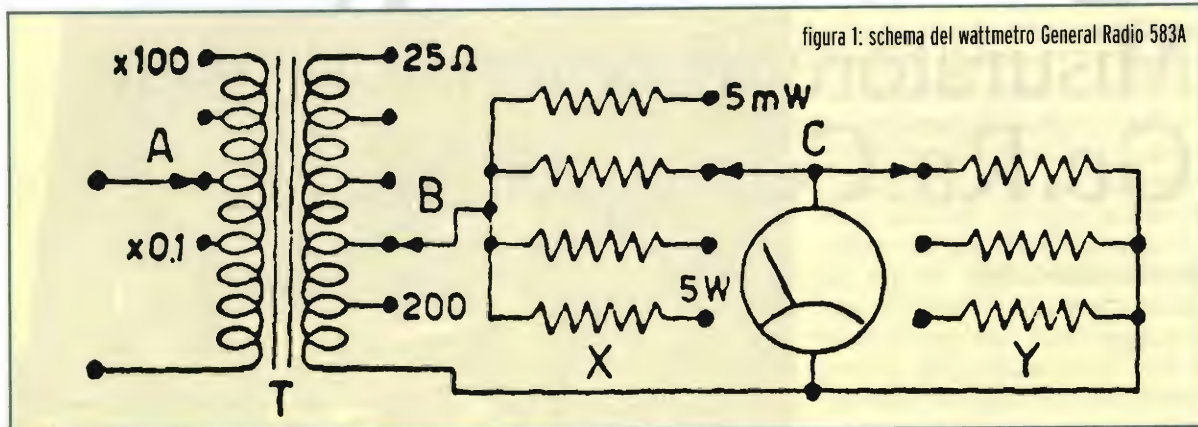 figura 1: schema del wattmetro General Radio 583A
x100
25Ω
5mW
A
C
B
x0,1
5W
200
X
Y
T